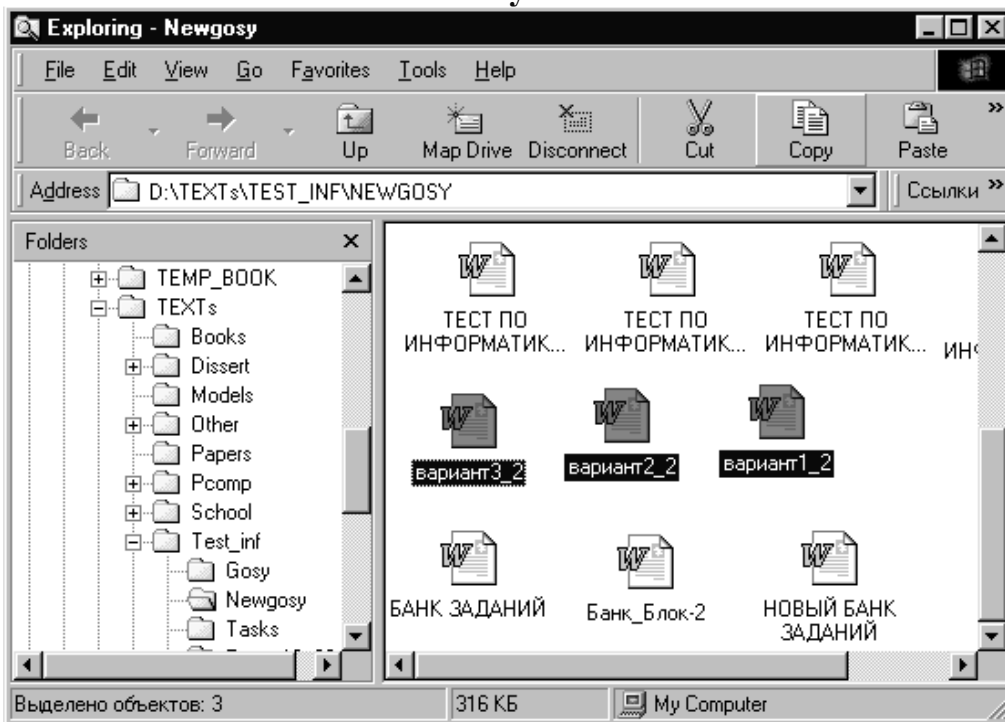 Exploring - Newgosy
File Edit View Go Favorites Tools Help
Back Forward Up Map Drive Disconnect Cut Copy Paste »
Address D:\TEXTs\TEST_INF\NEWGOSY Ссылки »
Folders
TEMP_BOOK
TEXTs
Books
Dissert
Models
Other
Papers
Pcomp
School
Test_inf
Gosy
Newgosy
Tasks
ТЕСТ ПО
ИНФОРМАТИК...
ТЕСТ ПО
ИНФОРМАТИК...
ТЕСТ ПО
ИНФОРМАТИК...
вариант3_2 вариант2_2 вариант1_2
БАНК ЗАДАНИЙ
Банк_Блок-2
НОВЫЙ БАНК
ЗАДАНИЙ
Выделено объектов: 3 316 КБ My Computer